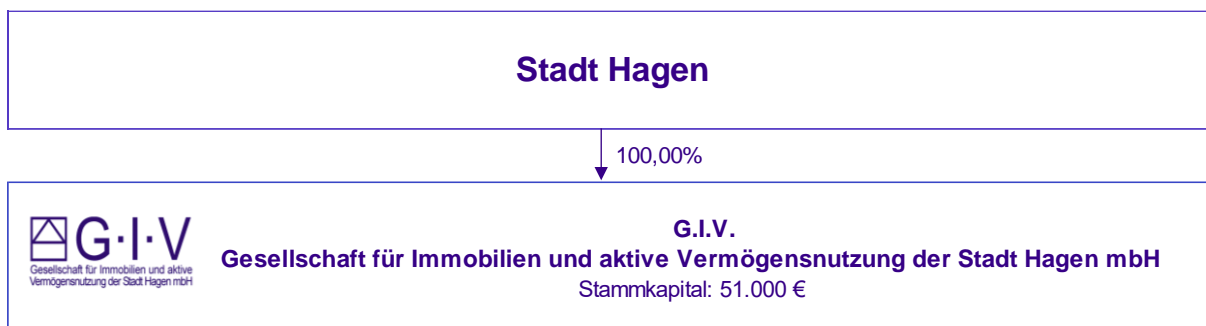 Stadt Hagen
100,00%
G·I·V
Gesellschaft für Immobilien und aktive
Vermögensnutzung der Stadt Hagen mbH
G.I.V.
Gesellschaft für Immobilien und aktive Vermögensnutzung der Stadt Hagen mbH
Stammkapital: 51.000 €